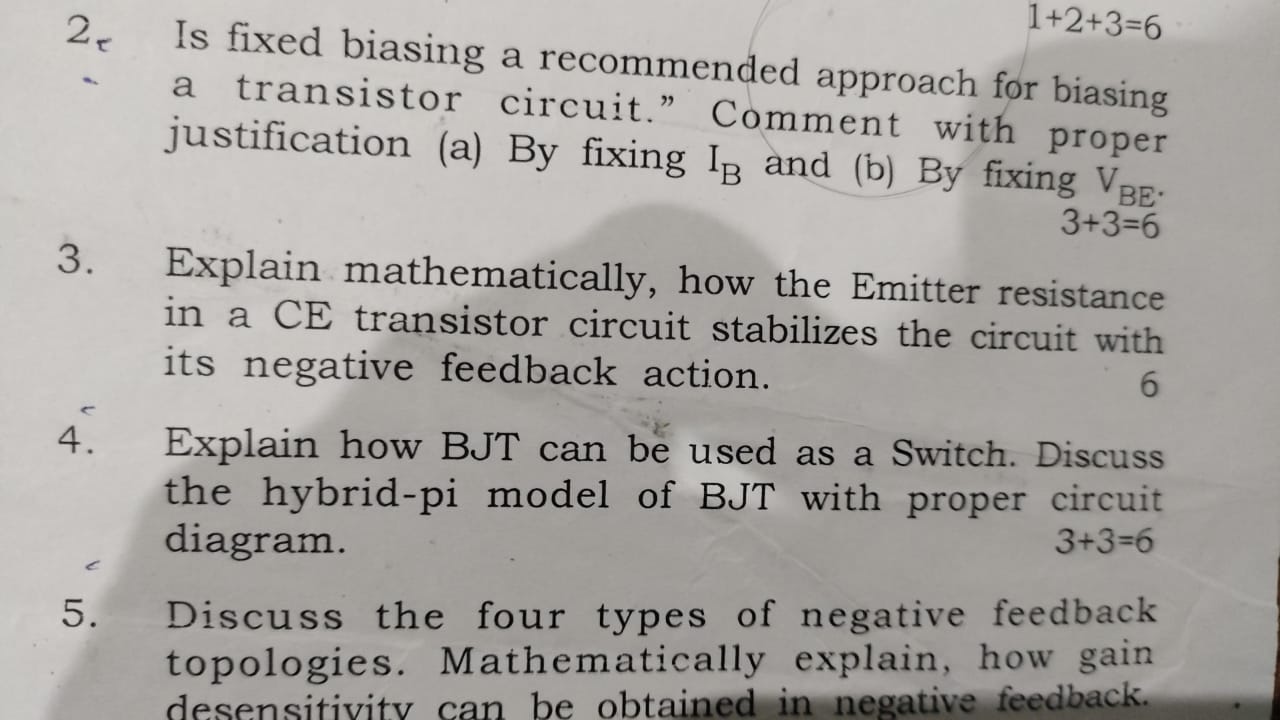 1+2+3=6
2. Is fixed biasing a recommended approach for biasing
a transistor circuit.” Comment with proper
justification (a) By fixing I_B and (b) By fixing V_BE.
3+3=6
3. Explain mathematically, how the Emitter resistance
in a CE transistor circuit stabilizes the circuit with
its negative feedback action. 6
4. Explain how BJT can be used as a Switch. Discuss
the hybrid-pi model of BJT with proper circuit
diagram. 3+3=6
5. Discuss the four types of negative feedback
topologies. Mathematically explain, how gain
desensitivity can be obtained in negative feedback.